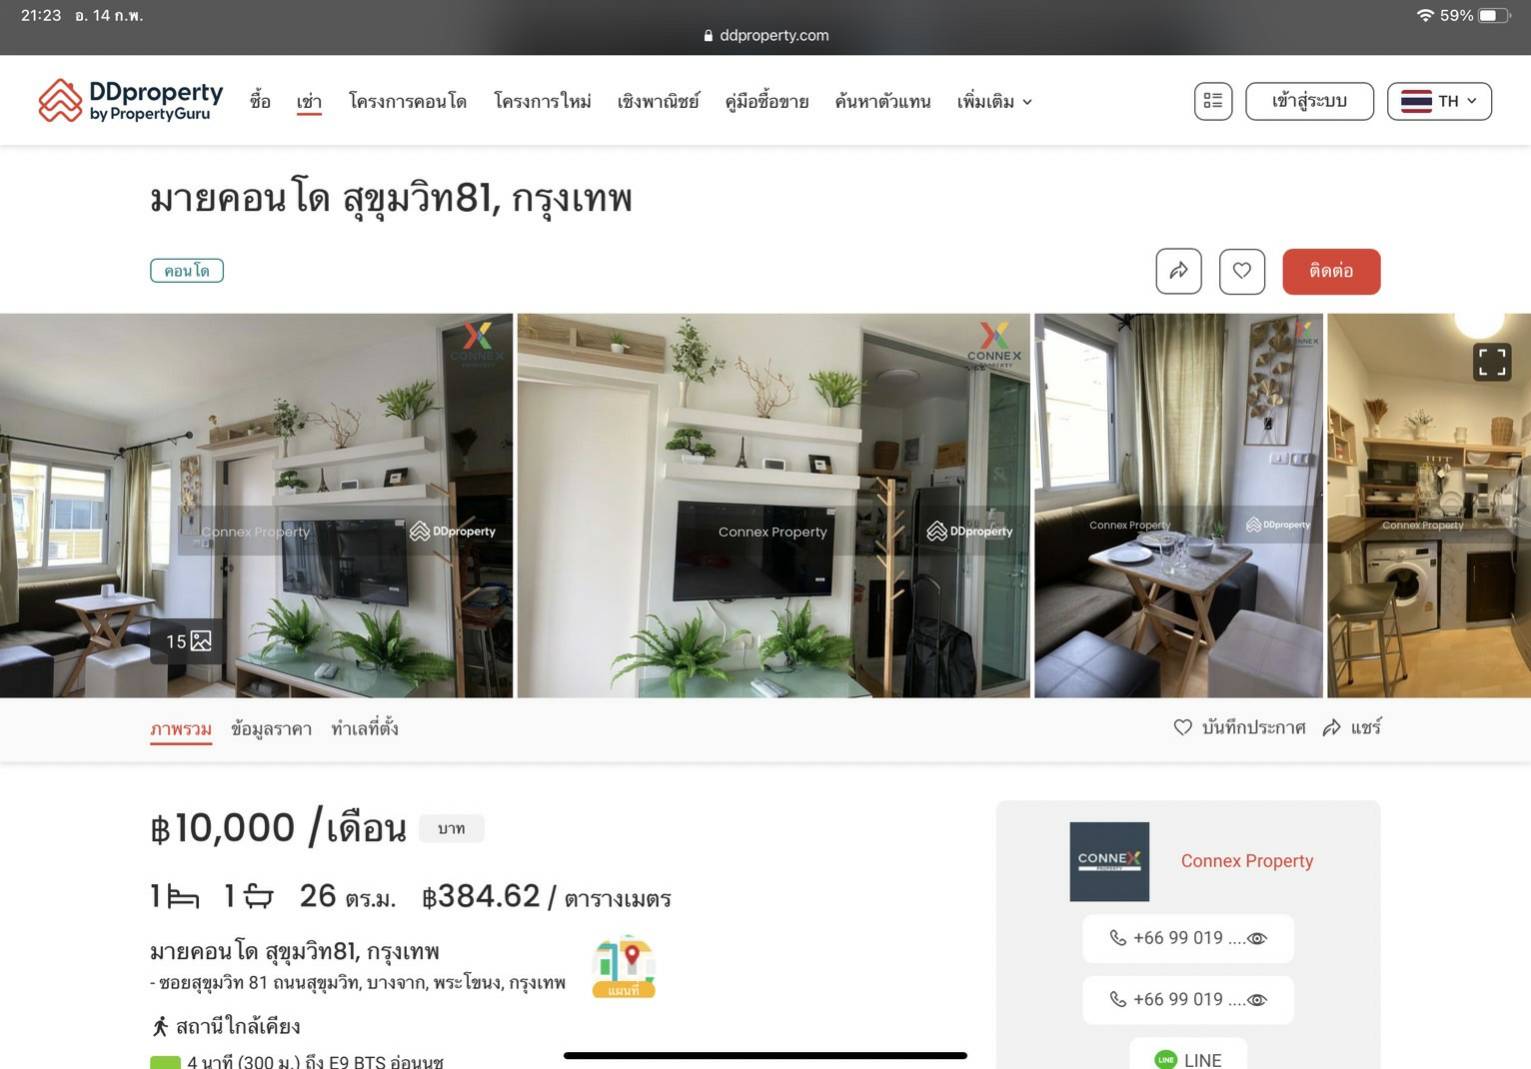 21:23 อ. 14 ก.พ.
59%
ddproperty.com
DDproperty
by PropertyGuru
ซื้อ เช่า โครงการคอนโด โครงการใหม่ เชิงพาณิชย์ คู่มือซื้อขาย ค้นหาตัวแทน เพิ่มเติม
เข้าสู่ระบบ
TH
มายคอนโด สุขุมวิท81, กรุงเทพ
คอนโด
ติดต่อ
CONNEX
PROPERTY
CONNEX
PROPERTY
Connex Property
DDproperty
Connex Property
DDproperty
Connex Property
DDproperty
Connex Property
15
ภาพรวม ข้อมูลราคา ทำเลที่ตั้ง
บันทึกประกาศ แชร์
฿10,000 /เดือน บาท
1 1 26 ตร.ม. ฿384.62 / ตารางเมตร
มายคอนโด สุขุมวิท81, กรุงเทพ
- ซอยสุขุมวิท 81 ถนนสุขุมวิท, บางจาก, พระโขนง, กรุงเทพ
แผนที่
สถานีใกล้เคียง
4 นาที (300 ม.) ถึง E9 BTS อ่อนนุช
CONNEX
PROPERTY
Connex Property
+66 99 019 ....
+66 99 019 ....
LINE
LINE